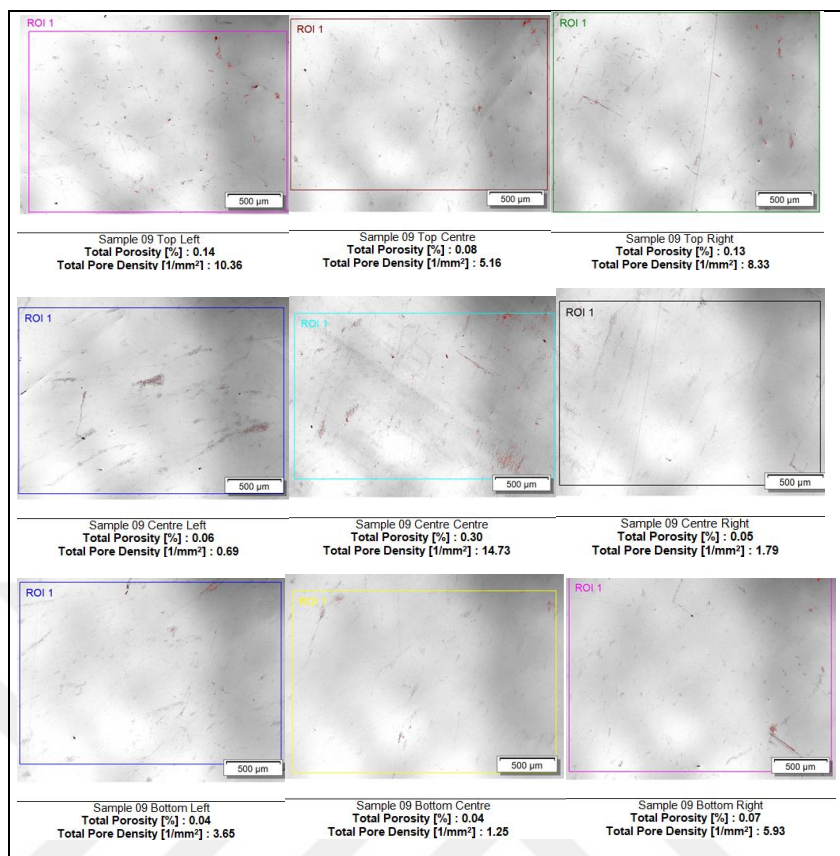 ROI 1
ROI 1
ROI 1
500 µm
500 µm
500 µm
Sample 09 Top Left
Total Porosity [%] : 0.14
Total Pore Density [1/mm²] : 10.36
Sample 09 Top Centre
Total Porosity [%] : 0.08
Total Pore Density [1/mm²] : 5.16
Sample 09 Top Right
Total Porosity [%] : 0.13
Total Pore Density [1/mm²] : 8.33
ROI 1
ROI 1
ROI 1
500 µm
500 µm
500 µm
Sample 09 Centre Left
Total Porosity [%] : 0.06
Total Pore Density [1/mm²] : 0.69
Sample 09 Centre Centre
Total Porosity [%] : 0.30
Total Pore Density [1/mm²] : 14.73
Sample 09 Centre Right
Total Porosity [%] : 0.05
Total Pore Density [1/mm²] : 1.79
ROI 1
ROI 1
ROI 1
500 µm
500 µm
500 µm
Sample 09 Bottom Left
Total Porosity [%] : 0.04
Total Pore Density [1/mm²] : 3.65
Sample 09 Bottom Centre
Total Porosity [%] : 0.04
Total Pore Density [1/mm²] : 1.25
Sample 09 Bottom Right
Total Porosity [%] : 0.07
Total Pore Density [1/mm²] : 5.93